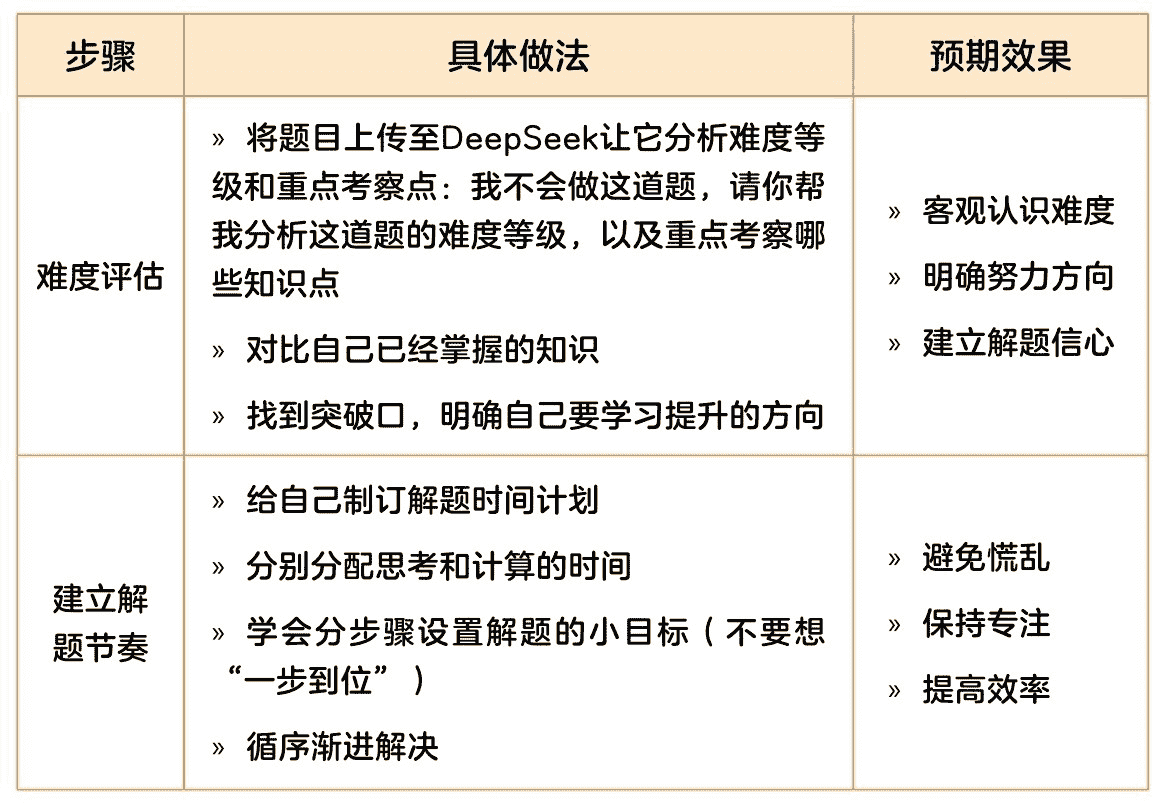 步骤
具体做法
预期效果
难度评估
» 将题目上传至DeepSeek让它分析难度等
级和重点考察点：我不会做这道题，请你帮
我分析这道题的难度等级，以及重点考察哪
些知识点
» 对比自己已经掌握的知识
» 找到突破口，明确自己要学习提升的方向
» 客观认识难度
» 明确努力方向
» 建立解题信心
建立解
题节奏
» 给自己制订解题时间计划
» 分别分配思考和计算的时间
» 学会分步骤设置解题的小目标（不要想
“一步到位”）
» 循序渐进解决
» 避免慌乱
» 保持专注
» 提高效率